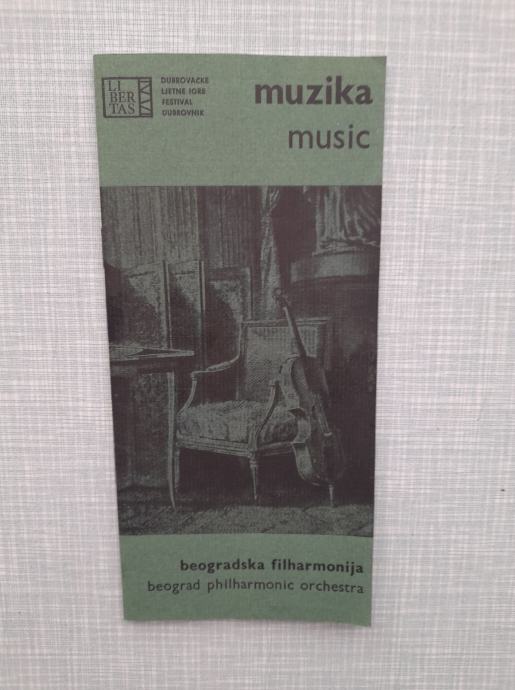 LI
BER
TAS
DUBROVAČKE
LJETNE IGRE
FESTIVAL
DUBROVNIK
muzika
music
beogradska filharmonija
beograd philharmonic orchestra